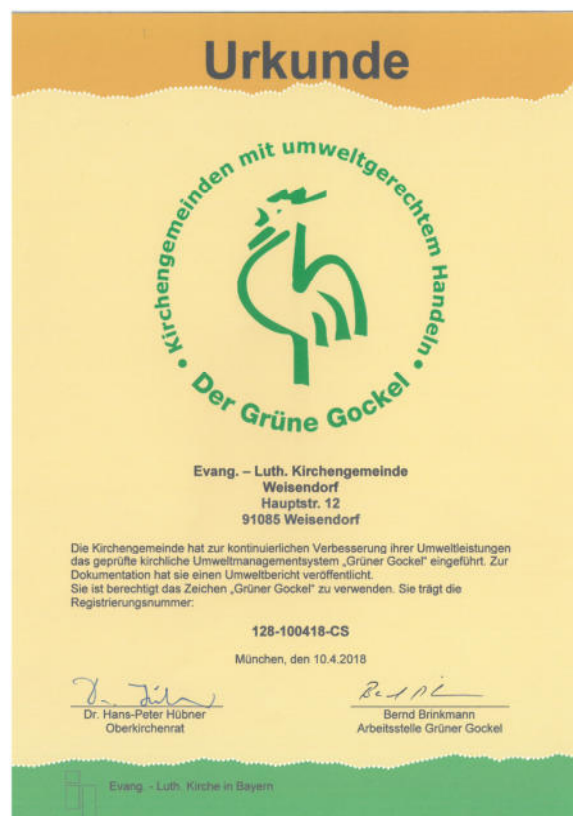 Urkunde
Kirchengemeinden mit umweltgerechtem Handeln
• Der Grüne Gockel •
Evang. – Luth. Kirchengemeinde
Weisendorf
Hauptstr. 12
91085 Weisendorf
Die Kirchengemeinde hat zur kontinuierlichen Verbesserung ihrer Umweltleistungen
das geprüfte kirchliche Umweltmanagementsystem „Grüner Gockel" eingeführt. Zur
Dokumentation hat sie einen Umweltbericht veröffentlicht.
Sie ist berechtigt das Zeichen „Grüner Gockel" zu verwenden. Sie trägt die
Registrierungsnummer:
128-100418-CS
München, den 10.4.2018
Dr. Hans-Peter Hübner
Oberkirchenrat
Bernd Brinkmann
Arbeitsstelle Grüner Gockel
Evang. - Luth. Kirche in Bayern